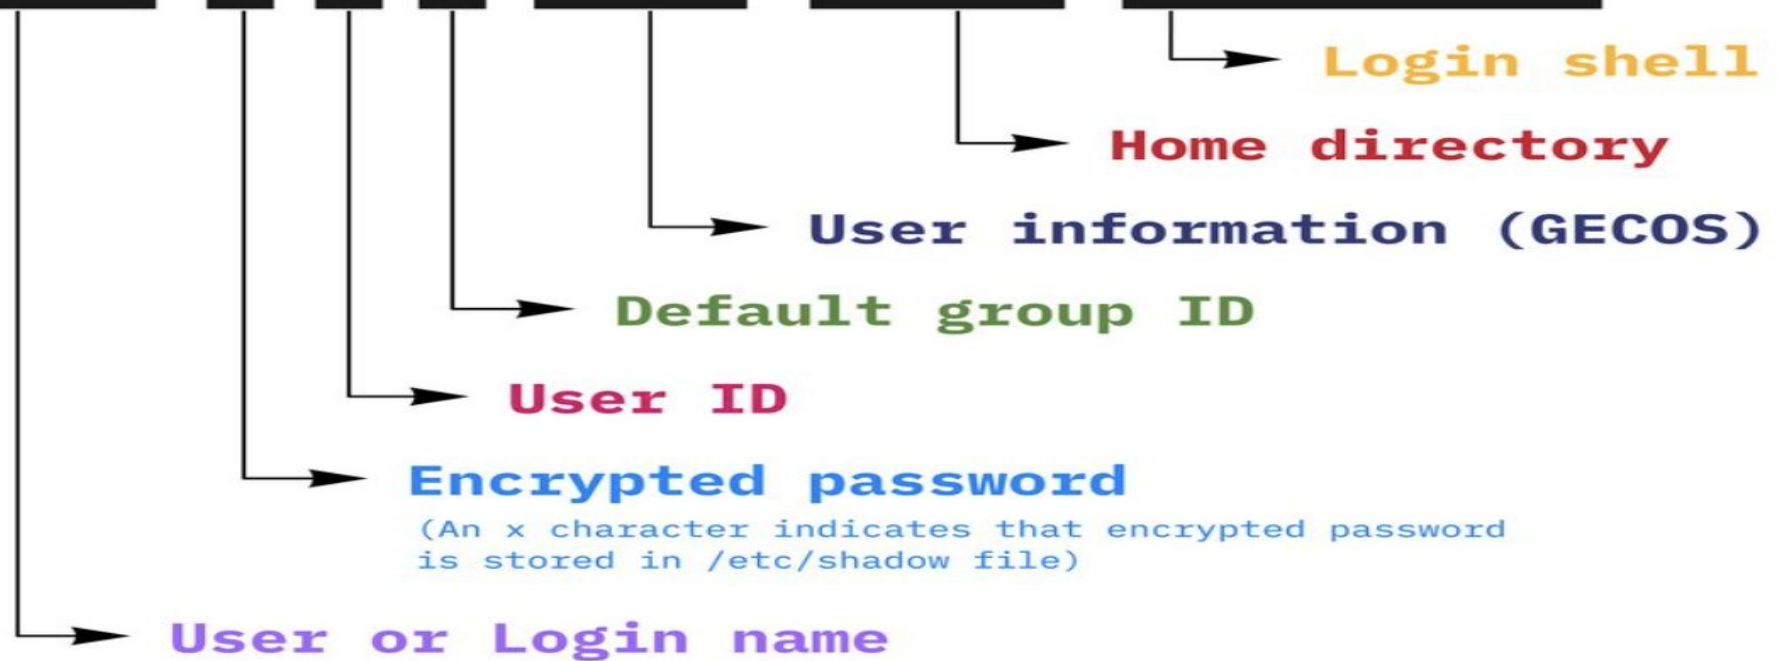 Login shell
Home directory
User information (GECOS)
Default group ID
User ID
Encrypted password
(An x character indicates that encrypted password
is stored in /etc/shadow file)
User or Login name